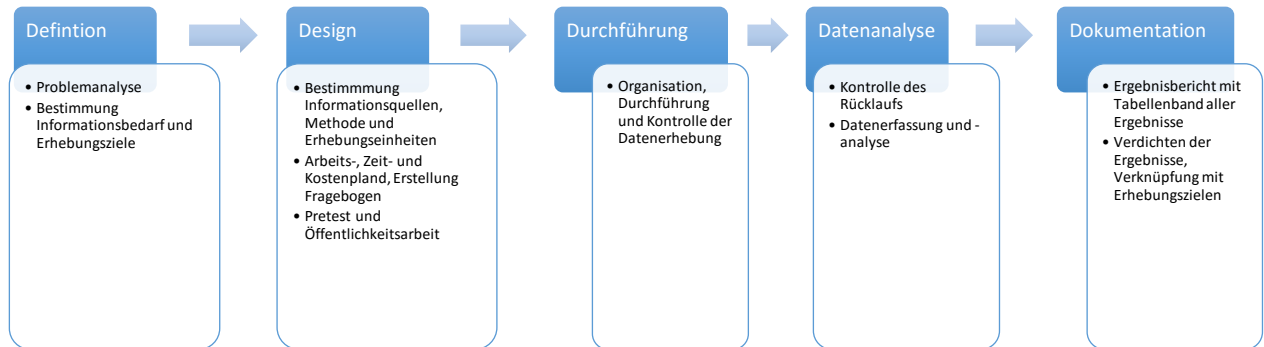 Defintion
• Problemanalyse
• Bestimmung
Informationsbedarf und
Erhebungsziele
Design
• Bestimmmung
Informationsquellen,
Methode und
Erhebungseinheiten
• Arbeits-, Zeit- und
Kostenpland, Erstellung
Fragebogen
• Pretest und
Öffentlichkeitsarbeit
Durchführung
• Organisation,
Durchführung
und Kontrolle der
Datenerhebung
Datenanalyse
• Kontrolle des
Rücklaufs
• Datenerfassung und -
analyse
Dokumentation
• Ergebnisbericht mit
Tabellenband aller
Ergebnisse
• Verdichten der
Ergebnisse,
Verknüpfung mit
Erhebungszielen